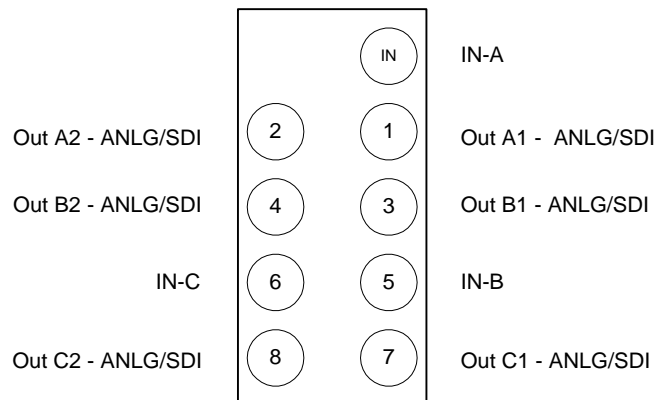 IN IN-A
Out A2 - ANLG/SDI 2 1 Out A1 - ANLG/SDI
Out B2 - ANLG/SDI 4 3 Out B1 - ANLG/SDI
IN-C 6 5 IN-B
Out C2 - ANLG/SDI 8 7 Out C1 - ANLG/SDI